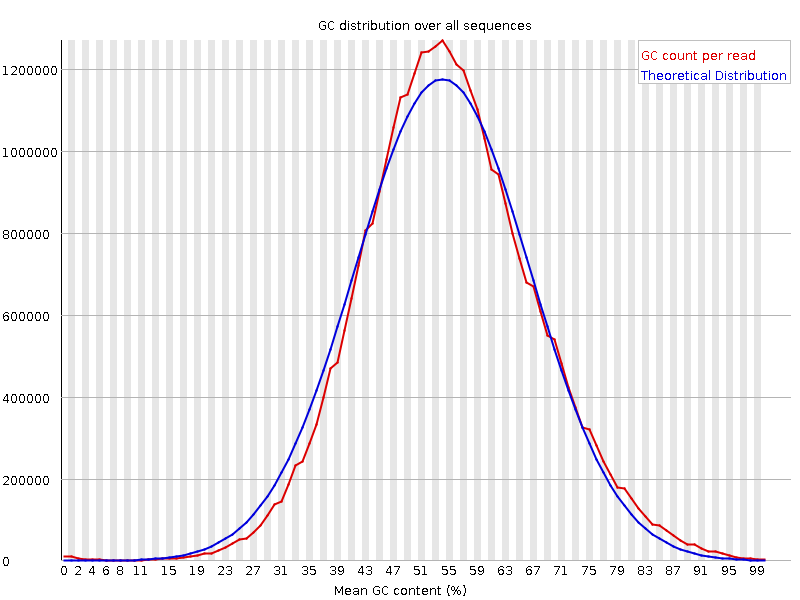 GC distribution over all sequences
GC count per read
Theoretical Distribution
1200000
1000000
800000
600000
400000
200000
0
0 2 4 6 8 11 15 19 23 27 31 35 39 43 47 51 55 59 63 67 71 75 79 83 87 91 95 99
Mean GC content (%)